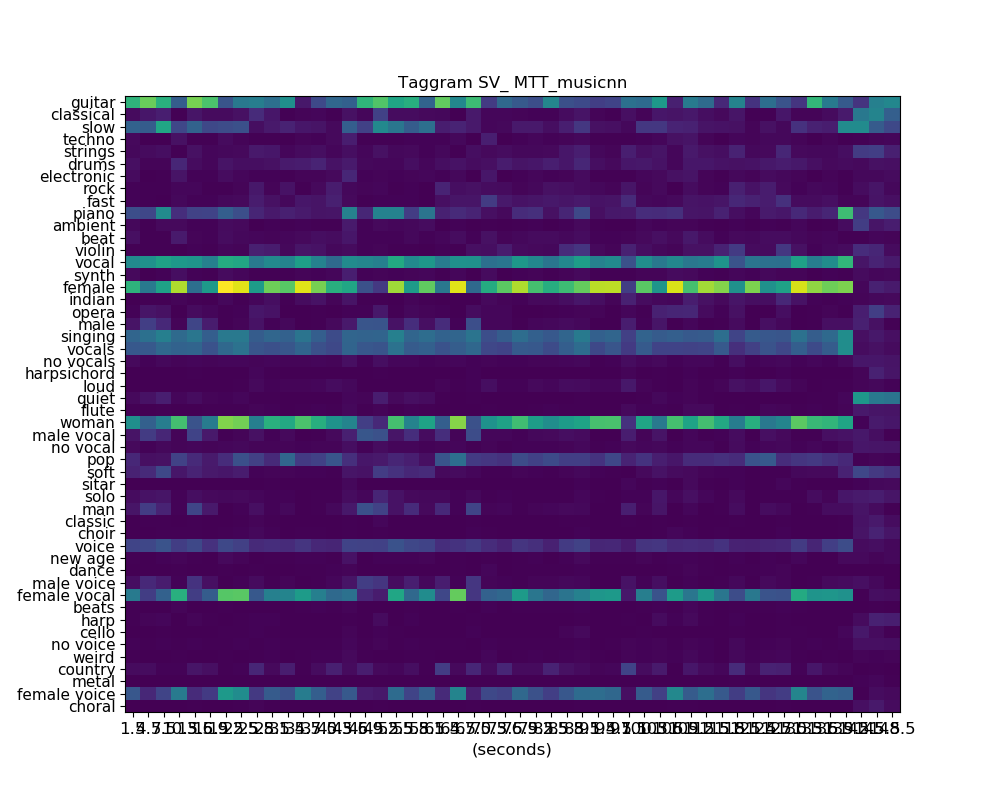 Taggram SV_ MTT_musicnn
guitar
classical
slow
techno
strings
drums
electronic
rock
fast
piano
ambient
beat
violin
vocal
synth
female
indian
opera
male
singing
vocals
no vocals
harpsichord
loud
quiet
flute
woman
male vocal
no vocal
pop
soft
sitar
solo
man
classic
choir
voice
new age
dance
male voice
female vocal
beats
harp
cello
no voice
weird
country
metal
female voice
choral
(seconds)